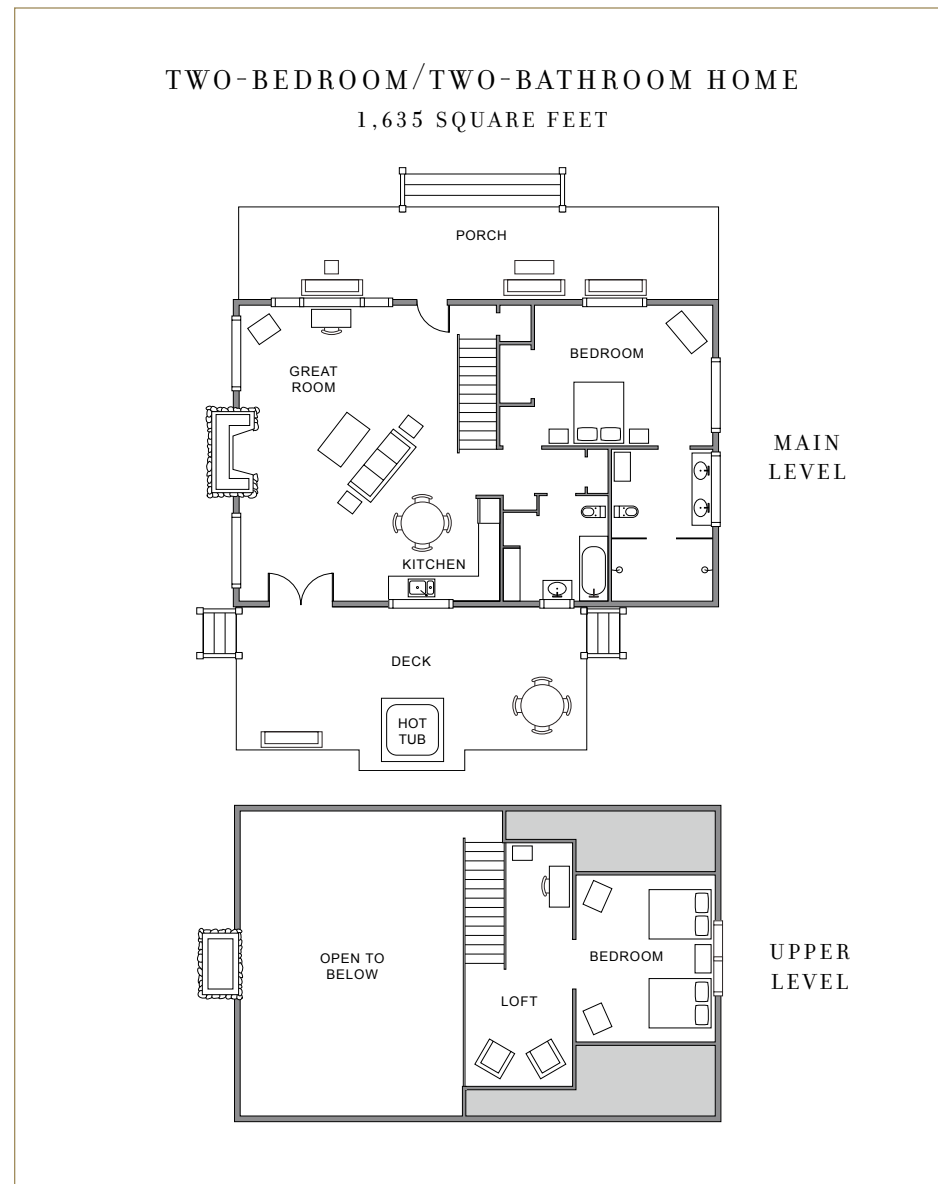 TWO-BEDROOM/TWO-BATHROOM HOME
1,635 SQUARE FEET
PORCH
GREAT
ROOM
BEDROOM
MAIN
LEVEL
KITCHEN
DECK
HOT
TUB
OPEN TO
BELOW
BEDROOM
LOFT
UPPER
LEVEL